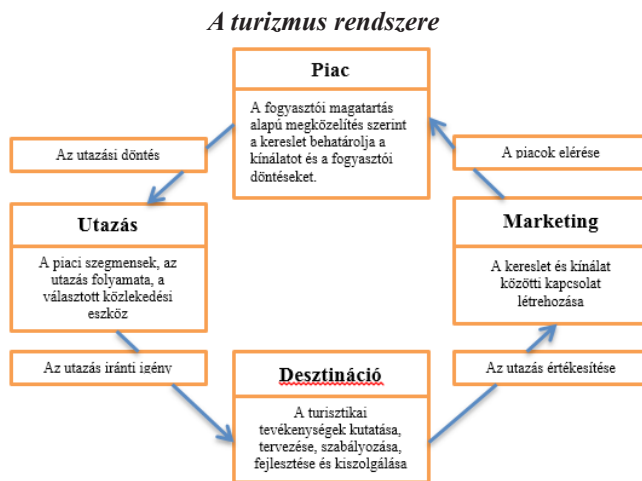 A turizmus rendszere
Piac
A fogyasztói magatartás
alapú megközelítés szerint
a kereslet behatárolja a
kínálatot és a fogyasztói
döntéseket.
Az utazási döntés
A piacok elérése
Utazás
A piaci szegmensek, az
utazás folyamata, a
választott közlekedési
eszköz
Marketing
A kereslet és kínálat
közötti kapcsolat
létrehozása
Az utazás iránti igény
Az utazás értékesítése
Desztináció
A turisztikai
tevékenységek kutatása,
tervezése, szabályozása,
fejlesztése és kiszolgálása